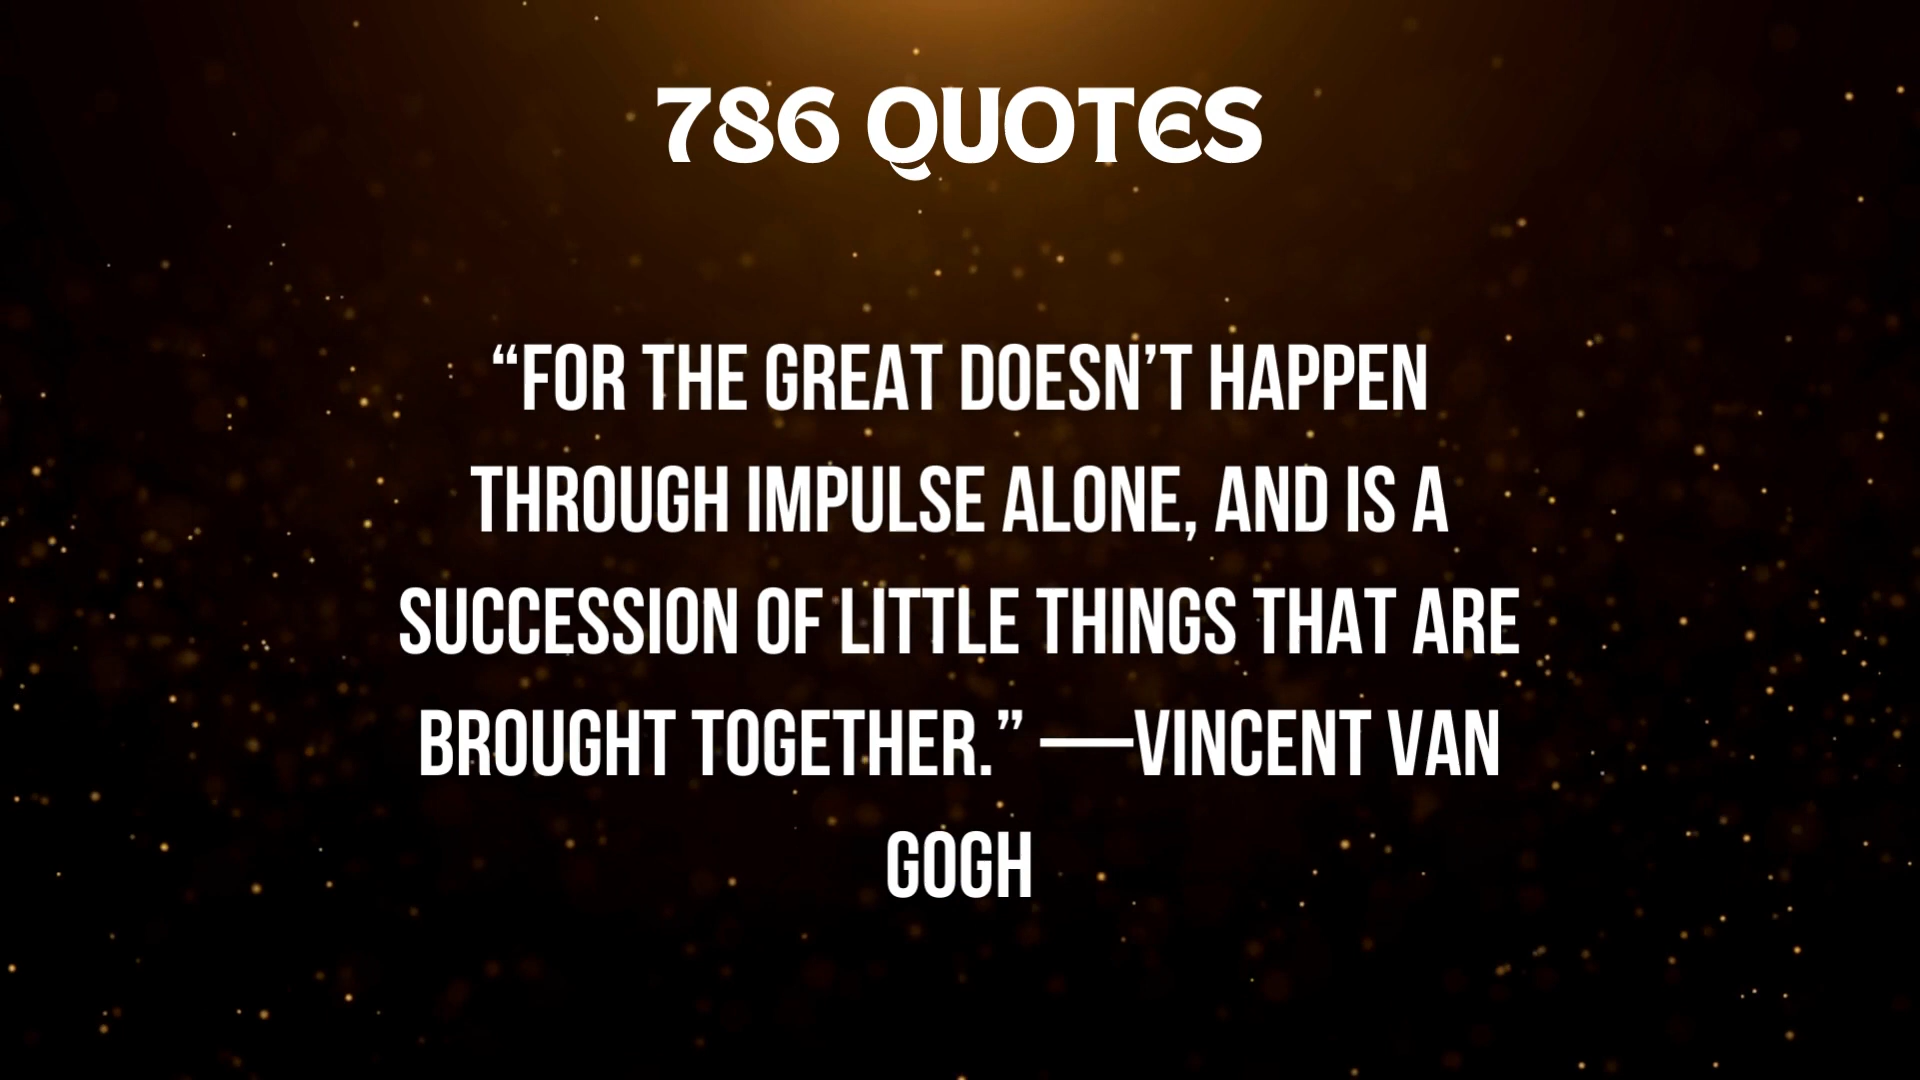 786 QUOTES
“FOR THE GREAT DOESN’T HAPPEN
THROUGH IMPULSE ALONE, AND IS A
SUCCESSION OF LITTLE THINGS THAT ARE
BROUGHT TOGETHER.” —VINCENT VAN
GOGH